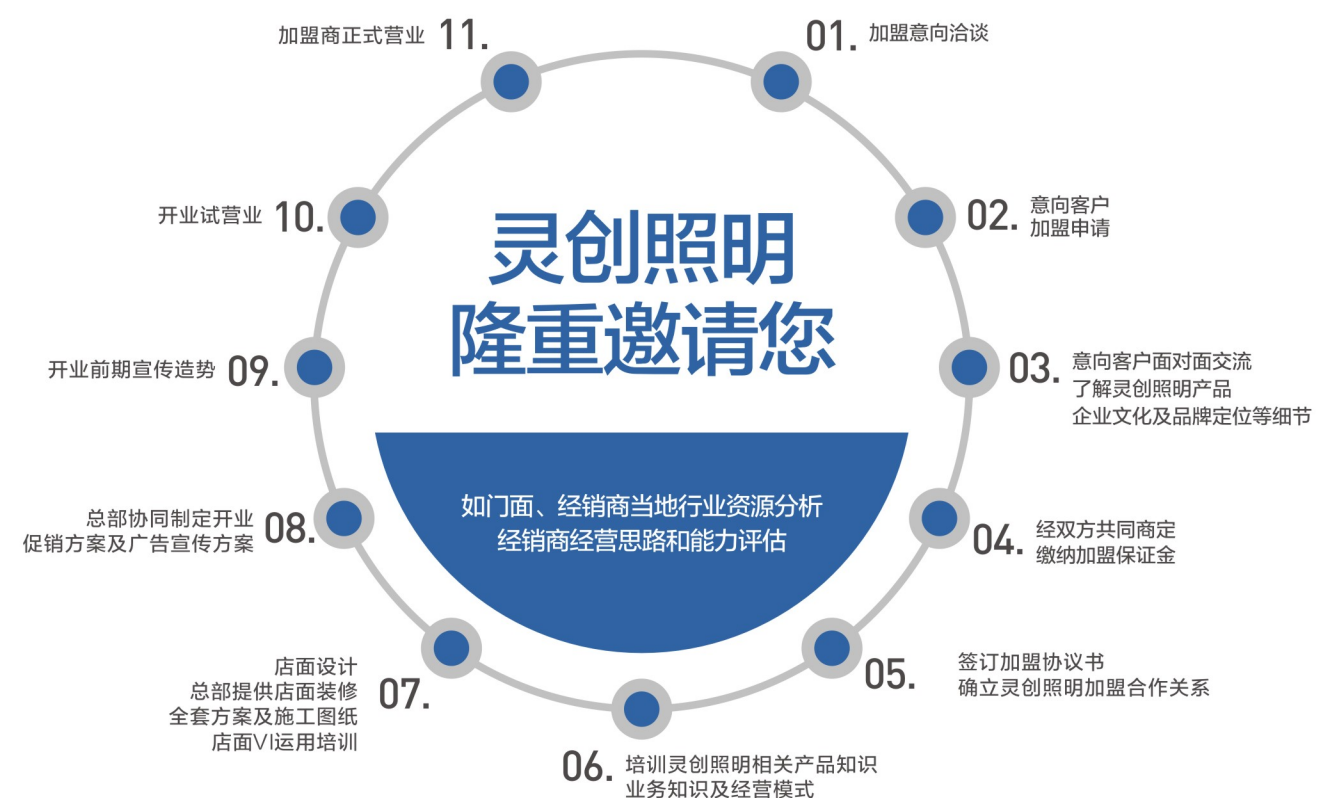 灵创照明
隆重邀请您
如门面、经销商当地行业资源分析
经销商经营思路和能力评估
01. 加盟意向洽谈
02. 意向客户
加盟申请
03. 意向客户面对面交流
了解灵创照明产品
企业文化及品牌定位等细节
04. 经双方共同商定
缴纳加盟保证金
05. 签订加盟协议书
确立灵创照明加盟合作关系
06. 培训灵创照明相关产品知识
业务知识及经营模式
07. 店面设计
总部提供店面装修
全套方案及施工图纸
店面VI运用培训
08. 总部协同制定开业
促销方案及广告宣传方案
09. 开业前期宣传造势
10. 开业试营业
11. 加盟商正式营业